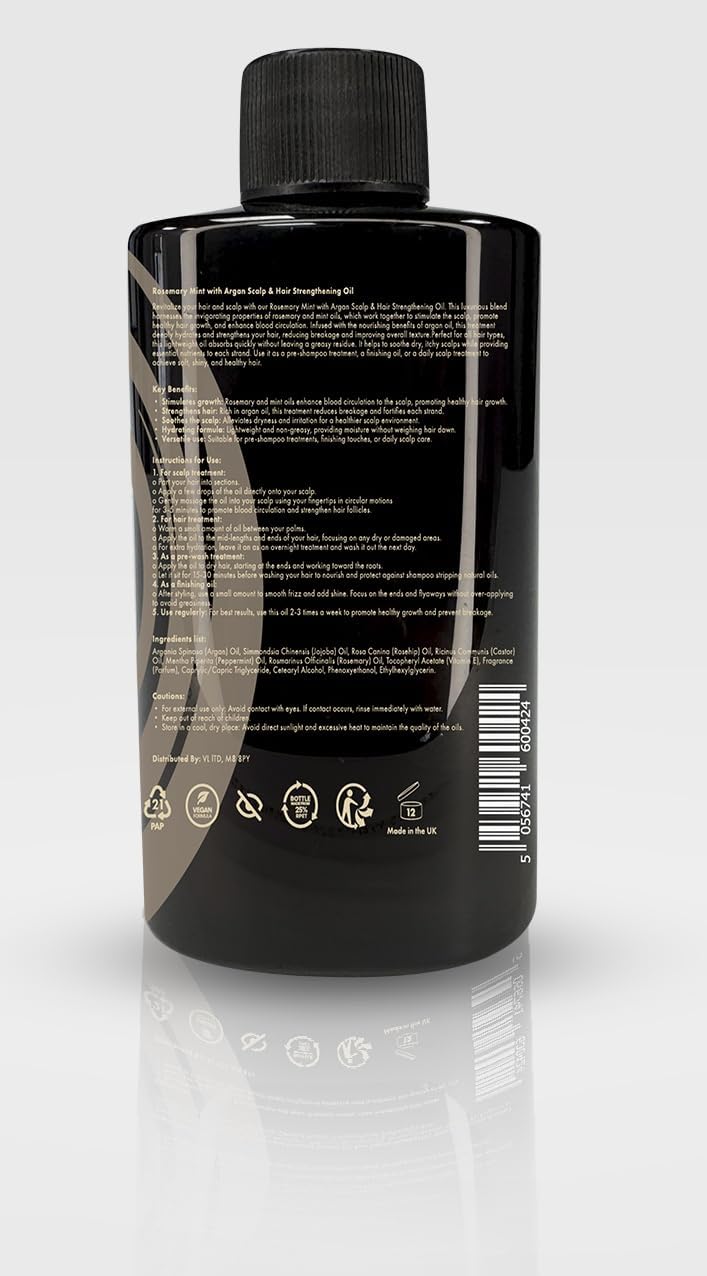 Rosemary Mint with Argan Scalp & Hair Strengthening Oil
Revitalize your hair and scalp with our Rosemary Mint with Argan Scalp & Hair Strengthening Oil. This luxurious blend
harnesses the invigorating properties of rosemary and mint oils, which work together to stimulate the scalp, promote
healthy hair growth, and enhance blood circulation. Infused with the nourishing benefits of argan oil, this treatment
deeply hydrates and strengthens your hair, reducing breakage and improving overall texture.Perfect for all hair types,
this lightweight oil absorbs quickly without leaving a greasy residue. It helps to soothe dry, itchy scalps while providing
essential nutrients to each strand. Use it as a pre-shampoo treatment, a finishing oil, or a daily scalp treatment to
achieve soft, shiny, and healthy hair.
Key Benefits:
• Stimulates growth: Rosemary and mint oils enhance blood circulation to the scalp, promoting healthy hair growth.
• Strengthens hair: Rich in argan oil, this treatment reduces breakage and fortifies each strand.
• Soothes the scalp: Alleviates dryness and irritation for a healthier scalp environment.
• Hydrating formula: Lightweight and non-greasy, providing moisture without weighing hair down.
• Versatile use: Suitable for pre-shampoo treatments, finishing touches, or daily scalp care.
Instructions for Use:
1. For scalp treatment:
o Part your hair into sections.
o Apply a few drops of the oil directly onto your scalp.
o Gently massage the oil into your scalp using your fingertips in circular motions
for 3-5 minutes to promote blood circulation and strengthen hair follicles.
2. For hair treatment:
o Warm a small amount of oil between your palms.
o Apply the oil to the mid-lengths and ends of your hair, focusing on any dry or damaged areas.
o For extra hydration, leave it on as an overnight treatment and wash it out the next day.
3. As a pre-wash treatment:
o Apply the oil to dry hair, starting at the ends and working toward the roots.
o Let it sit for 15-30 minutes before washing your hair to nourish and protect against shampoo stripping natural oils.
4. As a finishing oil:
o After styling, use a small amount to smooth frizz and add shine. Focus on the ends and flyaways without over-applying
to avoid greasiness.
5. Use regularly: For best results, use this oil 2-3 times a week to promote healthy growth and prevent breakage.
Ingredients list:
Argania Spinosa (Argan) Oil, Simmondsia Chinensis (Jojoba) Oil, Rosa Canina (Rosehip) Oil, Ricinus Communis (Castor)
Oil, Mentha Piperita (Peppermint) Oil, Rosmarinus Officinalis (Rosemary) Oil, Tocopheryl Acetate (Vitamin E), Fragrance
(Parfum), Caprylic/Capric Triglyceride, Cetearyl Alcohol, Phenoxyethanol, Ethylhexylglycerin.
Cautions:
• For external use only: Avoid contact with eyes. If contact occurs, rinse immediately with water.
• Keep out of reach of children.
• Store in a cool, dry place: Avoid direct sunlight and excessive heat to maintain the quality of the oils.
Distributed By: VL lTD, M8 8PY
21
PAP
VEGAN
FORMULA
BOTTLE
MADE FROM
25%
RPET
12
Made in the UK
5 056741 600424